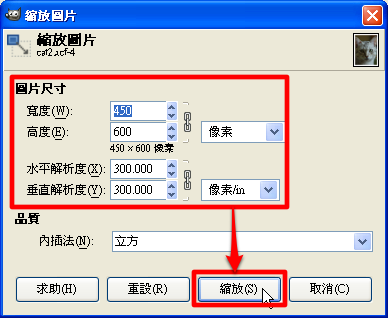 縮放圖片
縮放圖片
cat2.xcf-4
圖片尺寸
寬度(W): 450
高度(E): 600 像素
450 × 600 像素
水平解析度(X): 300.000
垂直解析度(Y): 300.000 像素/in
品質
內插法(N): 立方
求助(H) 重設(R) 縮放(S) 取消(C)